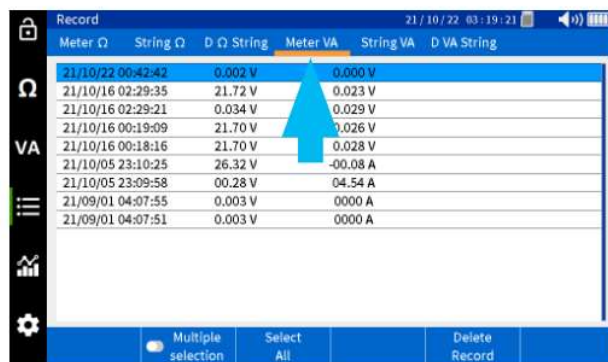 Record 21/10/22 03:19:21
Meter Ω String Ω D Ω String Meter VA String VA D VA String
21/10/22 00:42:42 0.002 V 0.000 V
21/10/16 02:29:35 21.72 V 0.023 V
21/10/16 02:29:21 0.034 V 0.029 V
21/10/16 00:19:09 21.70 V 0.026 V
21/10/16 00:18:16 21.70 V 0.028 V
21/10/05 23:10:25 26.32 V -00.08 A
21/10/05 23:09:58 00.28 V 04.54 A
21/09/01 04:07:55 0.003 V 0000 A
21/09/01 04:07:51 0.003 V 0000 A
Ω
VA
Multiple selection
Select All
Delete Record